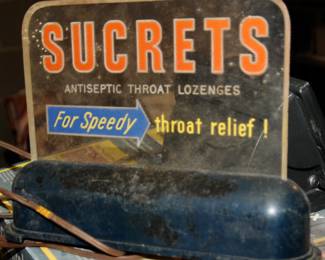 SUCRETS
ANTISEPTIC THROAT LOZENGES
For Speedy throat relief !